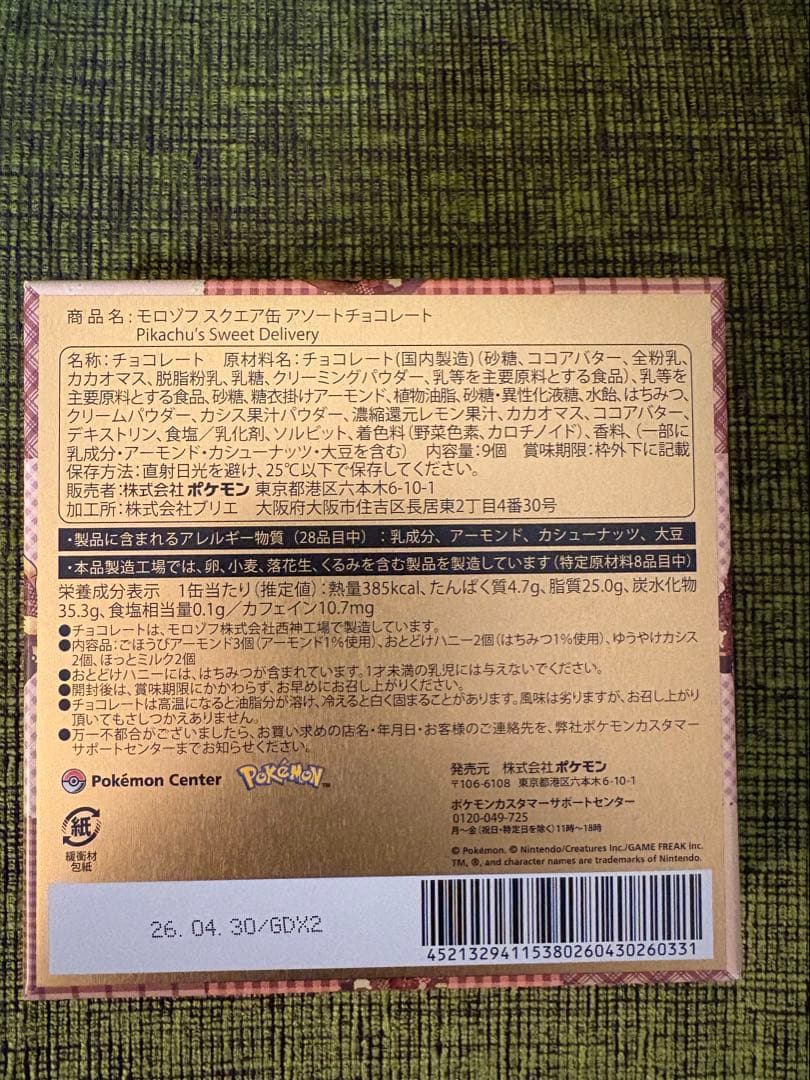 商品名：モロゾフ スクエア缶 アソートチョコレート
Pikachu's Sweet Delivery
名称：チョコレート　原材料名：チョコレート(国内製造)（砂糖、ココアバター、全粉乳、
カカオマス、脱脂粉乳、乳糖、クリーミングパウダー、乳等を主要原料とする食品）、乳等を
主要原料とする食品、砂糖、糖衣掛けアーモンド、植物油脂、砂糖・異性化液糖、水飴、はちみつ、
クリームパウダー、カシス果汁パウダー、濃縮還元レモン果汁、カカオマス、ココアバター、
デキストリン、食塩／乳化剤、ソルビット、着色料（野菜色素、カロチノイド）、香料、（一部に
乳成分・アーモンド・カシューナッツ・大豆を含む）　内容量：9個　賞味期限：枠外下に記載
保存方法：直射日光を避け、25℃以下で保存してください。
販売者：株式会社 ポケモン 東京都港区六本木6-10-1
加工所：株式会社プリエ　大阪府大阪市住吉区長居東2丁目4番30号
・製品に含まれるアレルギー物質（28品目中）：乳成分、アーモンド、カシューナッツ、大豆
・本品製造工場では、卵、小麦、落花生、くるみを含む製品を製造しています（特定原材料8品目中）
栄養成分表示　1缶当たり（推定値）：熱量385kcal、たんぱく質4.7g、脂質25.0g、炭水化物
35.3g、食塩相当量0.1g／カフェイン10.7mg
●チョコレートは、モロゾフ株式会社西神工場で製造しています。
●内容品：ごほうびアーモンド3個（アーモンド1%使用）、おとどけハニー2個（はちみつ1%使用）、ゆうやけカシス
2個、ほっとミルク2個
●おとどけハニーには、はちみつが含まれています。1才未満の乳児には与えないでください。
●開封後は、賞味期限にかかわらず、お早めにお召し上がりください。
●チョコレートは高温になると油脂分が溶け、冷えると白く固まることがあります。風味は劣りますが、お召し上がり
頂いてもさしつかえありません。
●万一不都合がございましたら、お買い求めの店名・年月日・お客様のご連絡先を、弊社ポケモンカスタマー
サポートセンターまでお知らせください。
Pokémon Center POKéMON TM
発売元　株式会社 ポケモン
〒106-6108　東京都港区六本木6-10-1
ポケモンカスタマーサポートセンター
0120-049-725
月〜金（祝日・特定日を除く）11時〜18時
© Pokémon. © Nintendo/Creatures Inc./GAME FREAK inc.
TM, ®, and character names are trademarks of Nintendo.
紙
緩衝材
包紙
26. 04. 30/GDX2
45213294115380260430260331